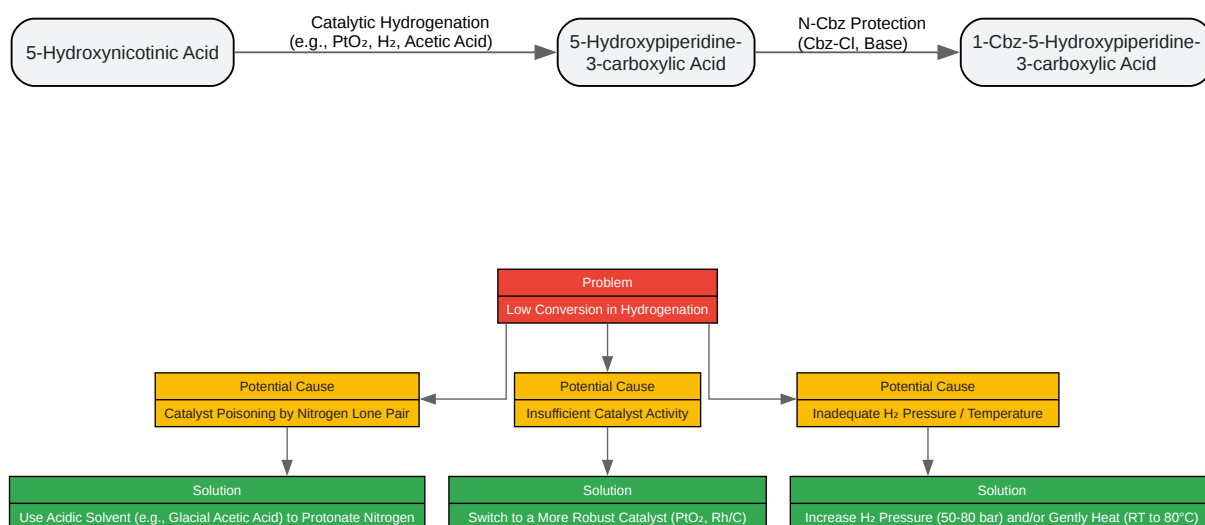 Catalytic Hydrogenation
(e.g., PtO₂, H₂, Acetic Acid)
N-Cbz Protection
(Cbz-Cl, Base)
5-Hydroxynicotinic Acid
5-Hydroxypiperidine-
3-carboxylic Acid
1-Cbz-5-Hydroxypiperidine-
3-carboxylic Acid
Problem
Low Conversion in Hydrogenation
Potential Cause
Catalyst Poisoning by Nitrogen Lone Pair
Potential Cause
Insufficient Catalyst Activity
Potential Cause
Inadequate H₂ Pressure / Temperature
Solution
Use Acidic Solvent (e.g., Glacial Acetic Acid) to Protonate Nitrogen
Solution
Switch to a More Robust Catalyst (PtO₂, Rh/C)
Solution
Increase H₂ Pressure (50-80 bar) and/or Gently Heat (RT to 80°C)